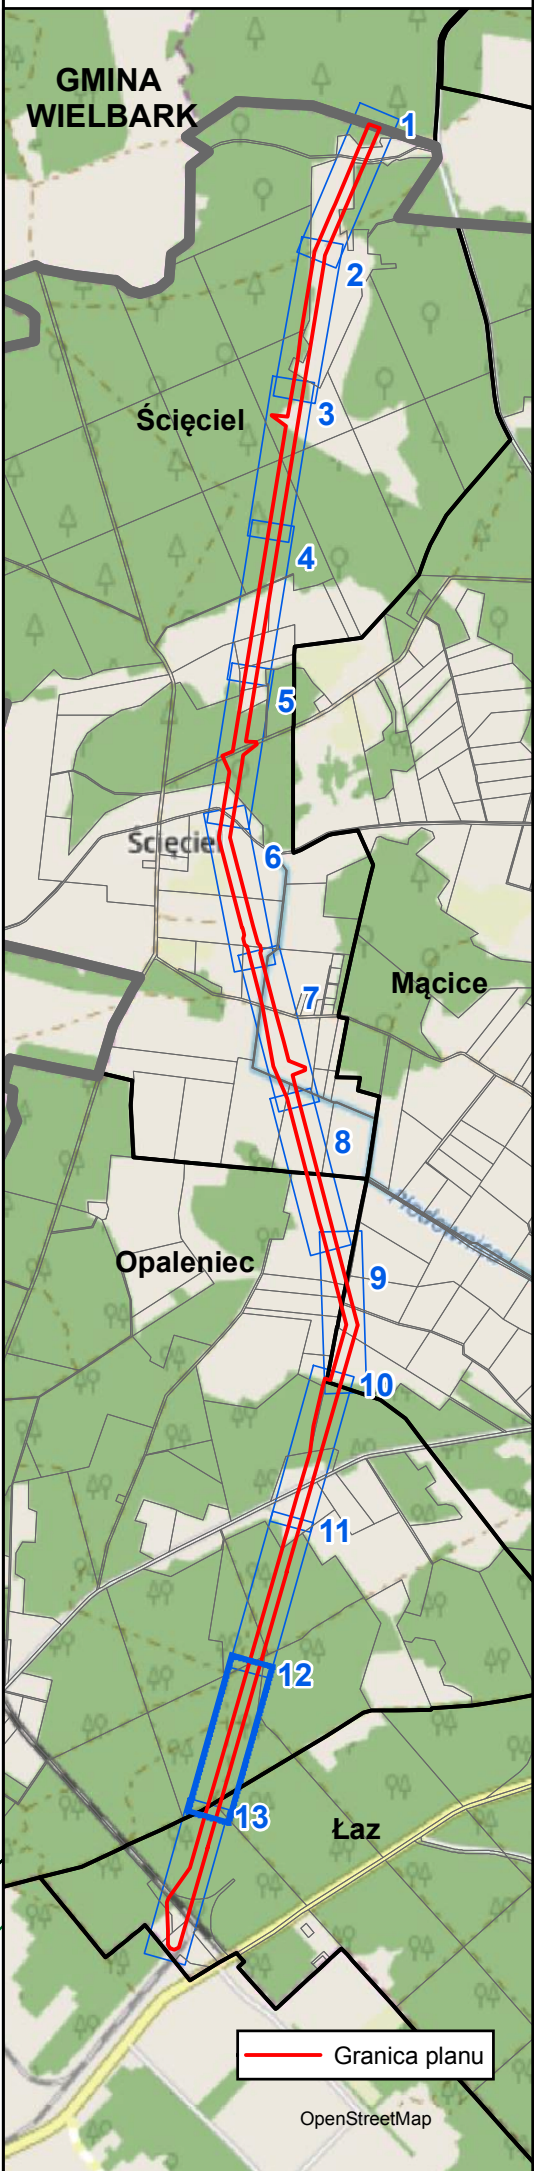 GMINA
WIELBARK
1
2
Ścięciel
3
4
5
Ścięciel
6
Mącice
7
8
Płodownica
Opaleniec
9
10
11
12
13
Łaz
Granica planu
OpenStreetMap